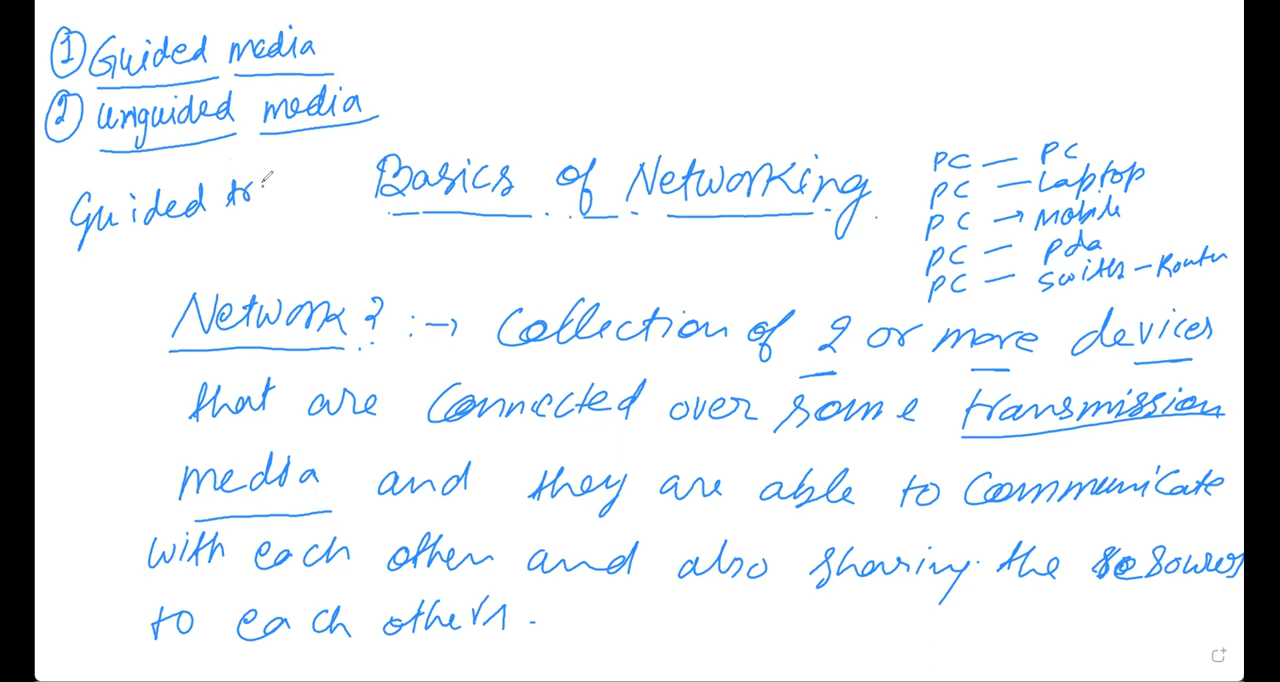 ① Guided media
② unguided media
Guided tr
Basics of Networking
PC — PC
PC — Laptop
PC → Mobile
PC — pda
PC — Switch - Router
Network? :→ Collection of 2 or more devices
that are connected over some transmission
media and they are able to communicate
with each other and also sharing the
to each others.